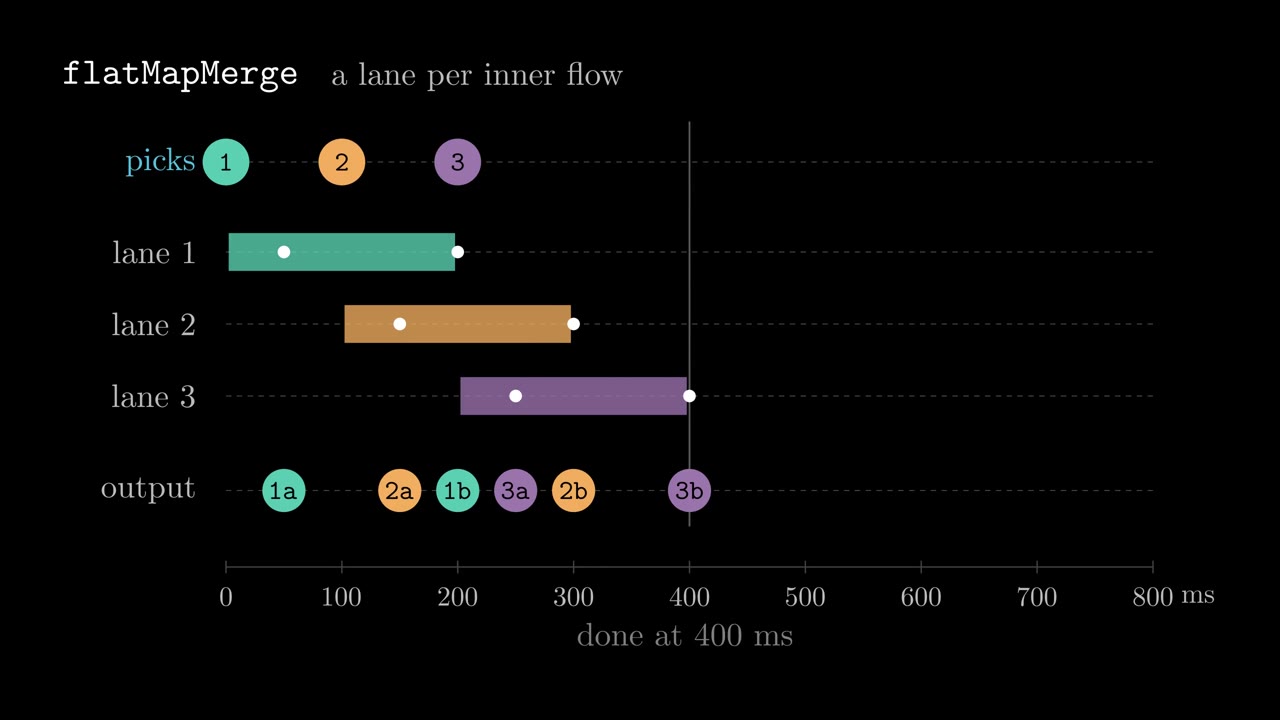 flatMapMerge a lane per inner flow
picks 1 2 3
lane 1
lane 2
lane 3
output 1a 2a 1b 3a 2b 3b
0 100 200 300 400 500 600 700 800 ms
done at 400 ms